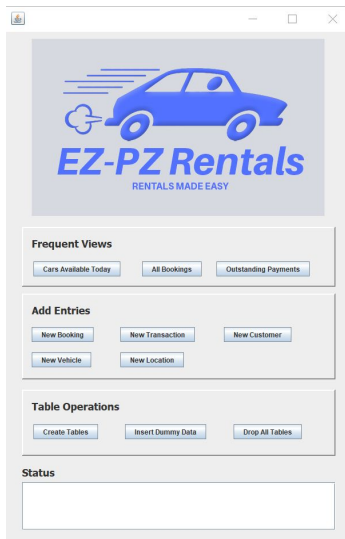 EZ-PZ Rentals
RENTALS MADE EASY
Frequent Views
Cars Available Today All Bookings Outstanding Payments
Add Entries
New Booking New Transaction New Customer
New Vehicle New Location
Table Operations
Create Tables Insert Dummy Data Drop All Tables
Status